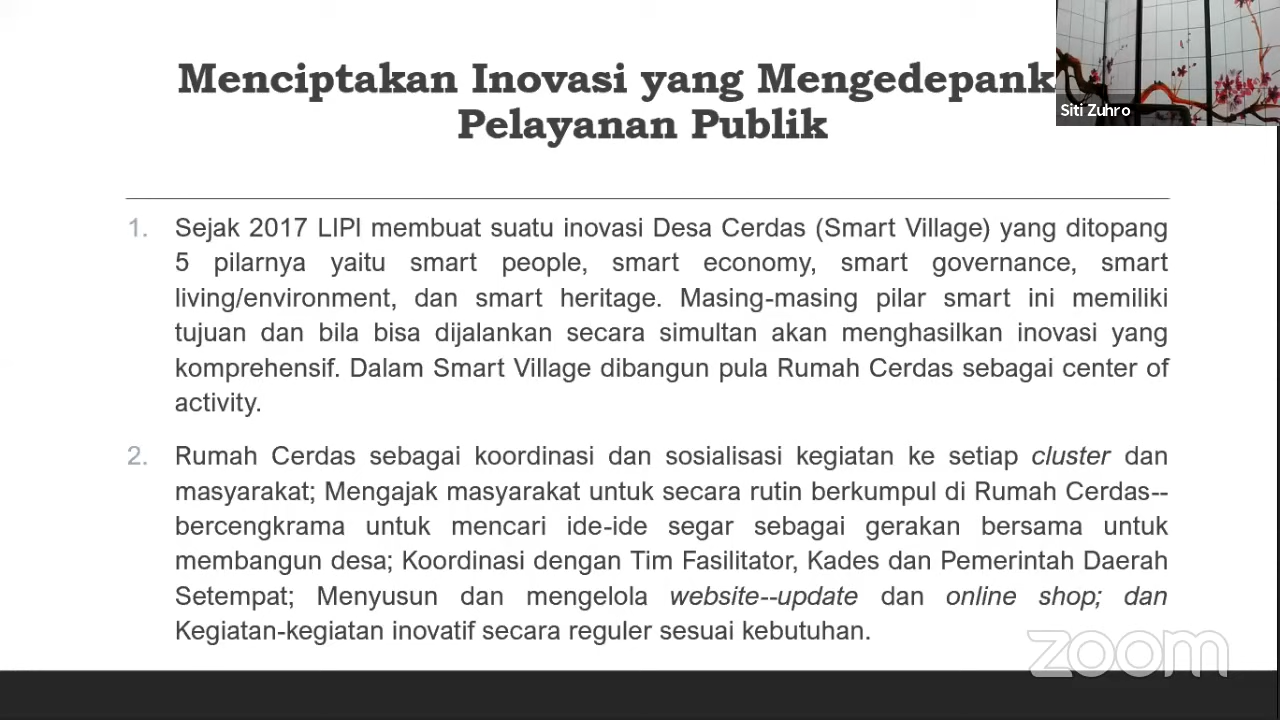 Menciptakan Inovasi yang Mengedepank
Pelayanan Publik
Siti Zuhro
1. Sejak 2017 LIPI membuat suatu inovasi Desa Cerdas (Smart Village) yang ditopang
5 pilarnya yaitu smart people, smart economy, smart governance, smart
living/environment, dan smart heritage. Masing-masing pilar smart ini memiliki
tujuan dan bila bisa dijalankan secara simultan akan menghasilkan inovasi yang
komprehensif. Dalam Smart Village dibangun pula Rumah Cerdas sebagai center of
activity.
2. Rumah Cerdas sebagai koordinasi dan sosialisasi kegiatan ke setiap cluster dan
masyarakat; Mengajak masyarakat untuk secara rutin berkumpul di Rumah Cerdas--
bercengkrama untuk mencari ide-ide segar sebagai gerakan bersama untuk
membangun desa; Koordinasi dengan Tim Fasilitator, Kades dan Pemerintah Daerah
Setempat; Menyusun dan mengelola website--update dan online shop; dan
Kegiatan-kegiatan inovatif secara reguler sesuai kebutuhan.
zoom